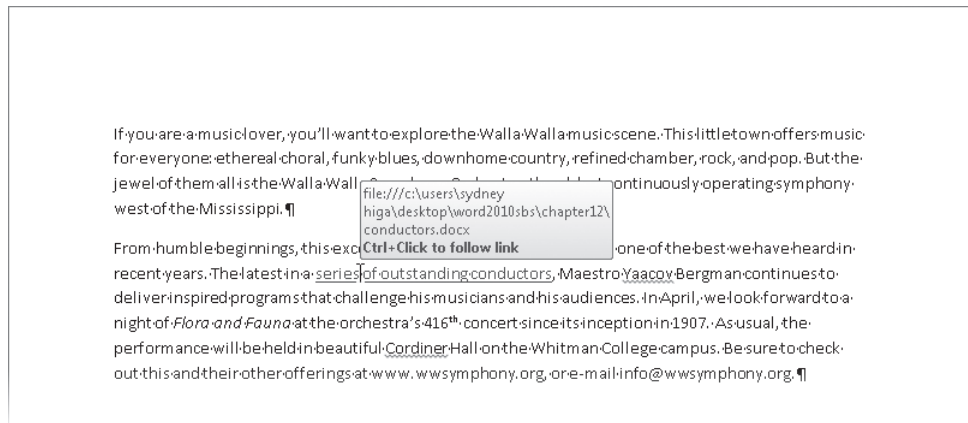 If you are a music lover, you'll want to explore the Walla Walla music scene. This little town offers music
for everyone: ethereal choral, funky blues, downhome country, refined chamber, rock, and pop. But the
jewel of them all is the Walla continuously operating symphony
west of the Mississippi.¶
file:///c:\users\sydney
higa\desktop\word2010sbs\chapter12\
conductors.docx
Ctrl+Click to follow link
From humble beginnings, this one of the best we have heard in
recent years. The latest in a series of outstanding conductors, Maestro Yaacov Bergman continues to
deliver inspired programs that challenge his musicians and his audiences. In April, we look forward to a
night of Flora and Fauna at the orchestra's 416th concert since its inception in 1907. As usual, the
performance will be held in beautiful Cordiner Hall on the Whitman College campus. Be sure to check
out this and their other offerings at www.wwsymphony.org, or e-mail info@wwsymphony.org.¶